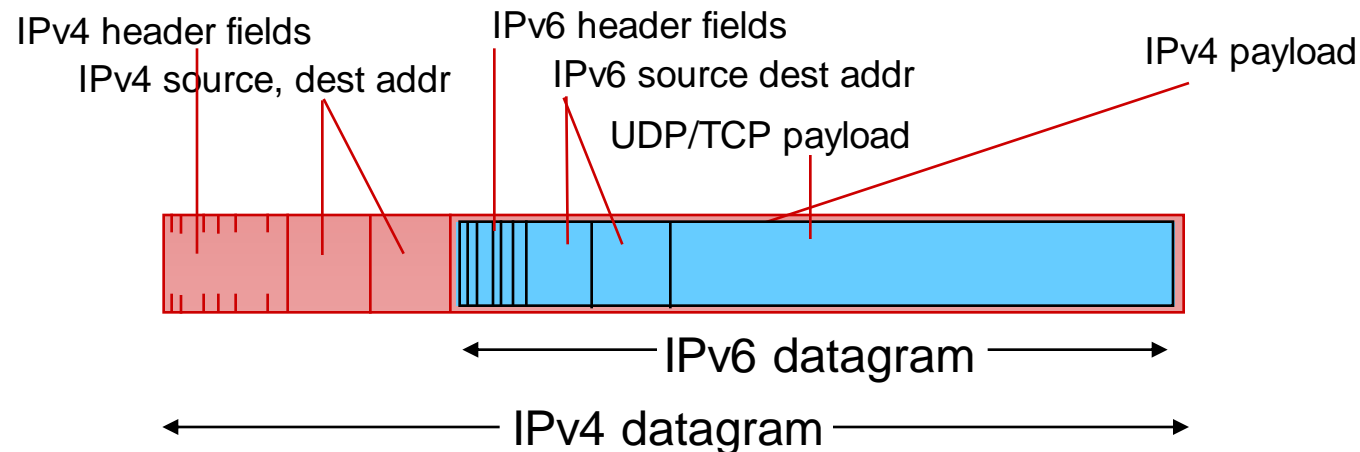 IPv4 header fields
IPv6 header fields
IPv4 payload
IPv4 source, dest addr
IPv6 source dest addr
UDP/TCP payload
IPv6 datagram
IPv4 datagram